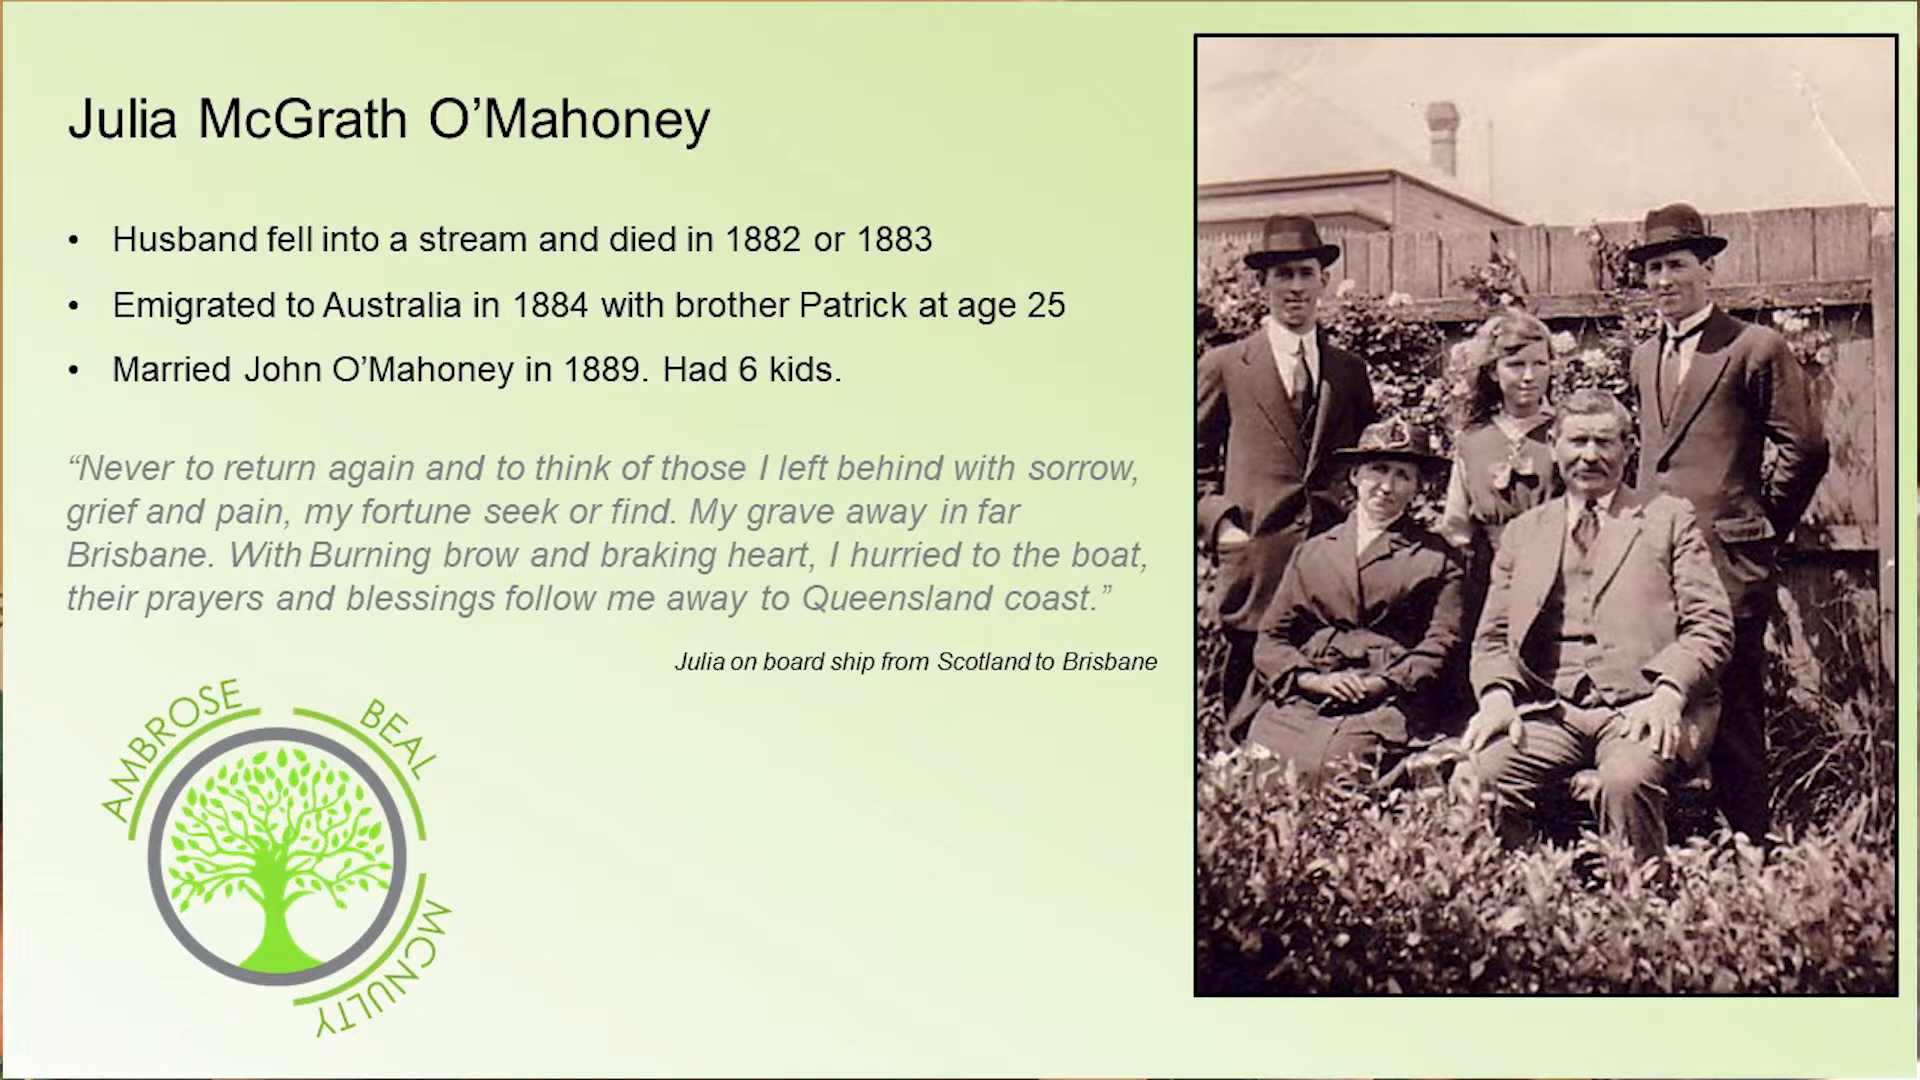 Julia McGrath O’Mahoney
• Husband fell into a stream and died in 1882 or 1883
• Emigrated to Australia in 1884 with brother Patrick at age 25
• Married John O’Mahoney in 1889. Had 6 kids.
“Never to return again and to think of those I left behind with sorrow,
grief and pain, my fortune seek or find. My grave away in far
Brisbane. With Burning brow and braking heart, I hurried to the boat,
their prayers and blessings follow me away to Queensland coast.”
Julia on board ship from Scotland to Brisbane
AMBROSE
BEAL
MCNULTY